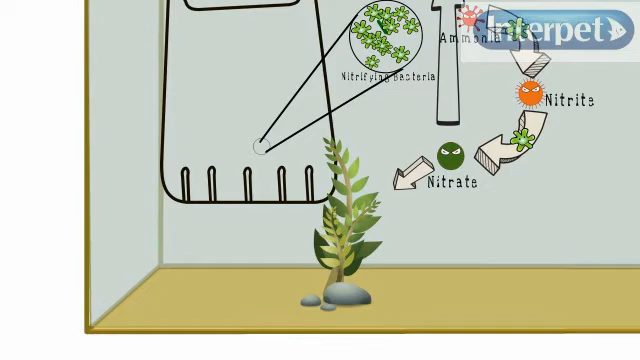 Interpet
Ammonia
Nitrifying Bacteria
Nitrite
Nitrate